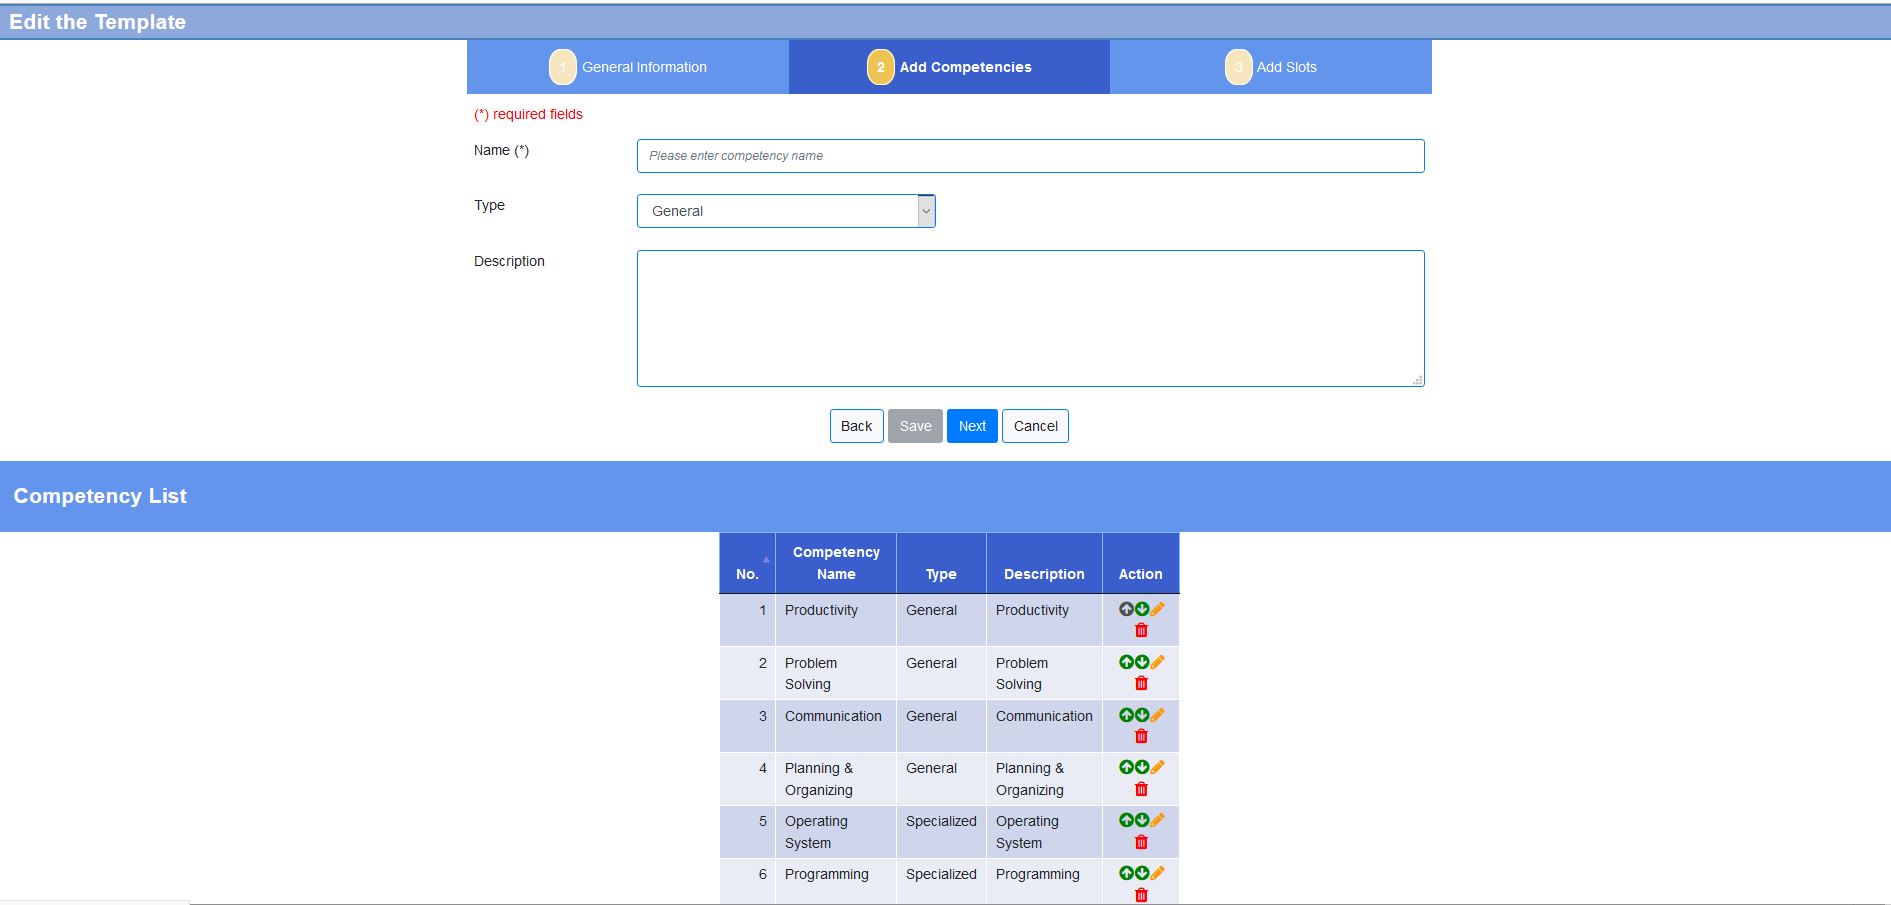 Edit the Template
1 General Information
2 Add Competencies
3 Add Slots
(*) required fields
Name (*)
Please enter competency name
Type
General
Description
Back Save Next Cancel
Competency List
No. Competency Name Type Description Action
1 Productivity General Productivity
2 Problem Solving General Problem Solving
3 Communication General Communication
4 Planning & Organizing General Planning & Organizing
5 Operating System Specialized Operating System
6 Programming Specialized Programming